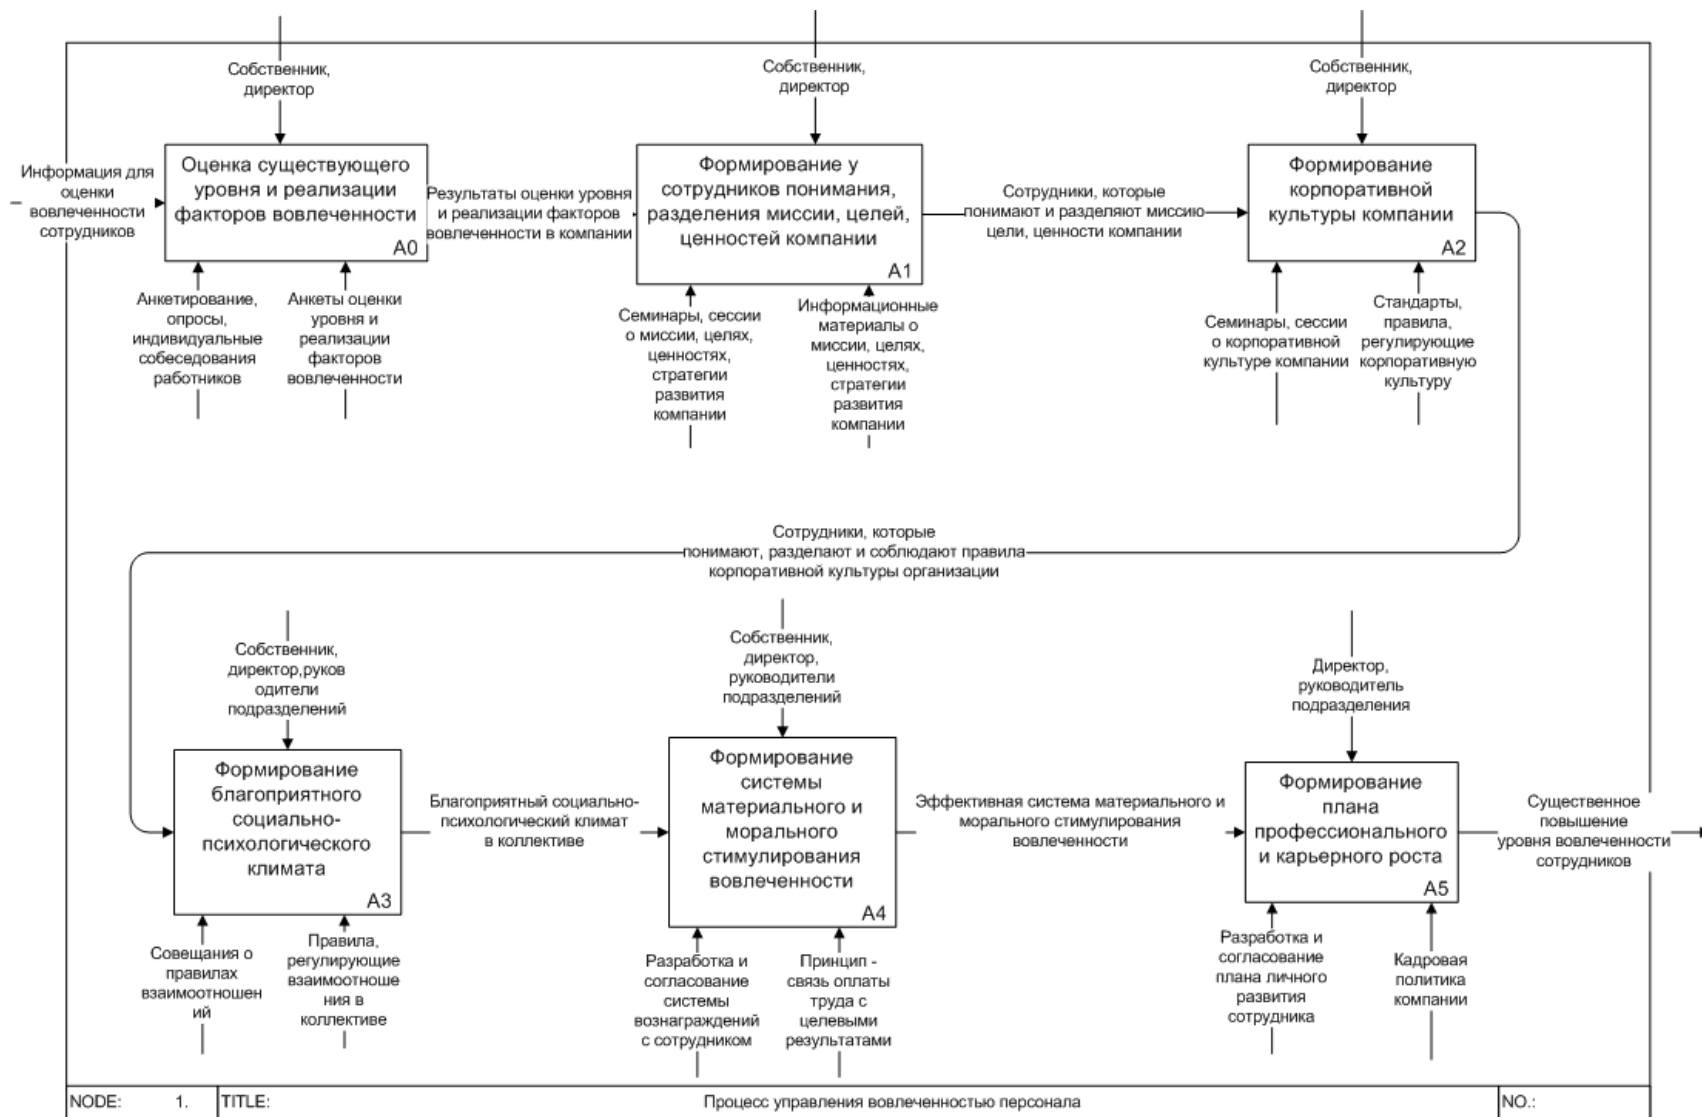 Собственник,
директор
Собственник,
директор
Собственник,
директор
Информация для
оценки
вовлеченности
сотрудников
Оценка существующего
уровня и реализации
факторов вовлеченности
A0
Результаты оценки уровня
и реализации факторов
вовлеченности в компании
Формирование у
сотрудников понимания,
разделения миссии, целей,
ценностей компании
A1
Сотрудники, которые
понимают и разделяют миссию
цели, ценности компании
Формирование
корпоративной
культуры компании
A2
Анкетирование,
опросы,
индивидуальные
собеседования
работников
Анкеты оценки
уровня и
реализации
факторов
вовлеченности
Семинары, сессии
о миссии, целях,
ценностях,
стратегии
развития
компании
Информационные
материалы о
миссии, целях,
ценностях,
стратегии
развития
компании
Семинары, сессии
о корпоративной
культуре компании
Стандарты,
правила,
регулирующие
корпоративную
культуру
Сотрудники, которые
понимают, разделают и соблюдают правила
корпоративной культуры организации
Собственник,
директор,руков
одители
подразделений
Собственник,
директор,
руководители
подразделений
Директор,
руководитель
подразделения
Формирование
благоприятного
социально-
психологического
климата
A3
Благоприятный социально-
психологический климат
в коллективе
Формирование
системы
материального и
морального
стимулирования
вовлеченности
A4
Эффективная система материального и
морального стимулирования
вовлеченности
Формирование
плана
профессионального
и карьерного роста
A5
Существенное
повышение
уровня вовлеченности
сотрудников
Совещания о
правилах
взаимоотношен
ий
Правила,
регулирующие
взаимоотноше
ния в
коллективе
Разработка и
согласование
системы
вознаграждений
с сотрудником
Принцип -
связь оплаты
труда с
целевыми
результатами
Разработка и
согласование
плана личного
развития
сотрудника
Кадровая
политика
компании
NODE: 1. TITLE: Процесс управления вовлеченностью персонала NO.: